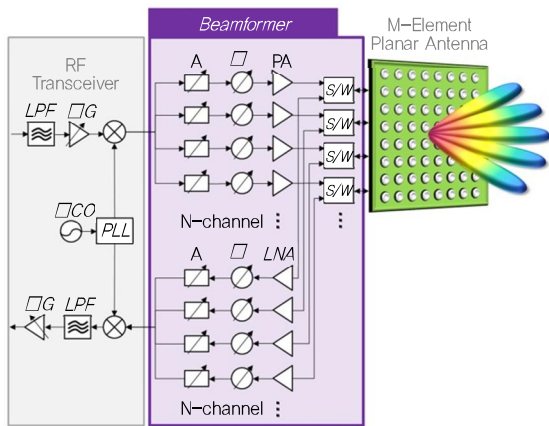 Beamformer
M-Element
Planar Antenna
RF
Transceiver
A □ PA
LPF □G
S/W
S/W
S/W
S/W
N-channel
□CO
PLL
A □ LNA
□G LPF
N-channel